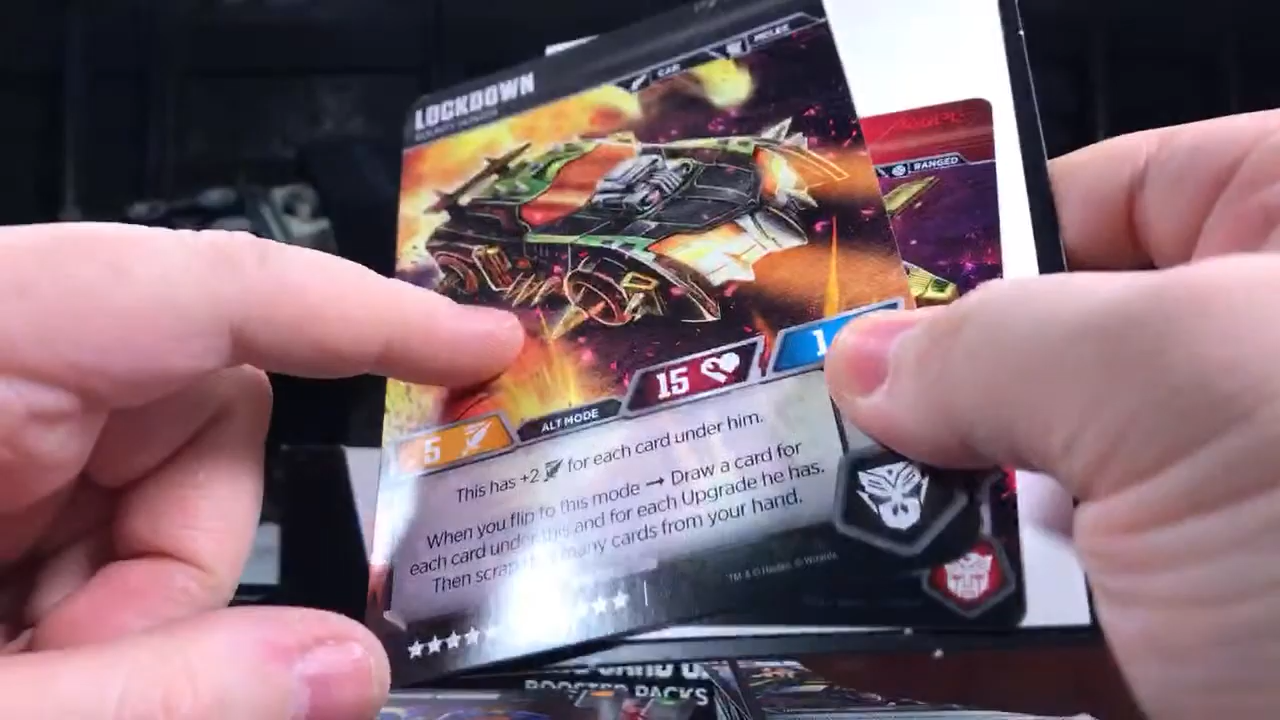 LOCKDOWN
BOUNTY HUNTER
CAR
MELEE
RANGED
15
1
5
ALT MODE
This has +2 for each card under him.
When you flip to this mode → Draw a card for
each card under this and for each Upgrade he has.
Then scrap many cards from your hand.
TM & © Hasbro. © Wizards.
BOOSTER PACKS